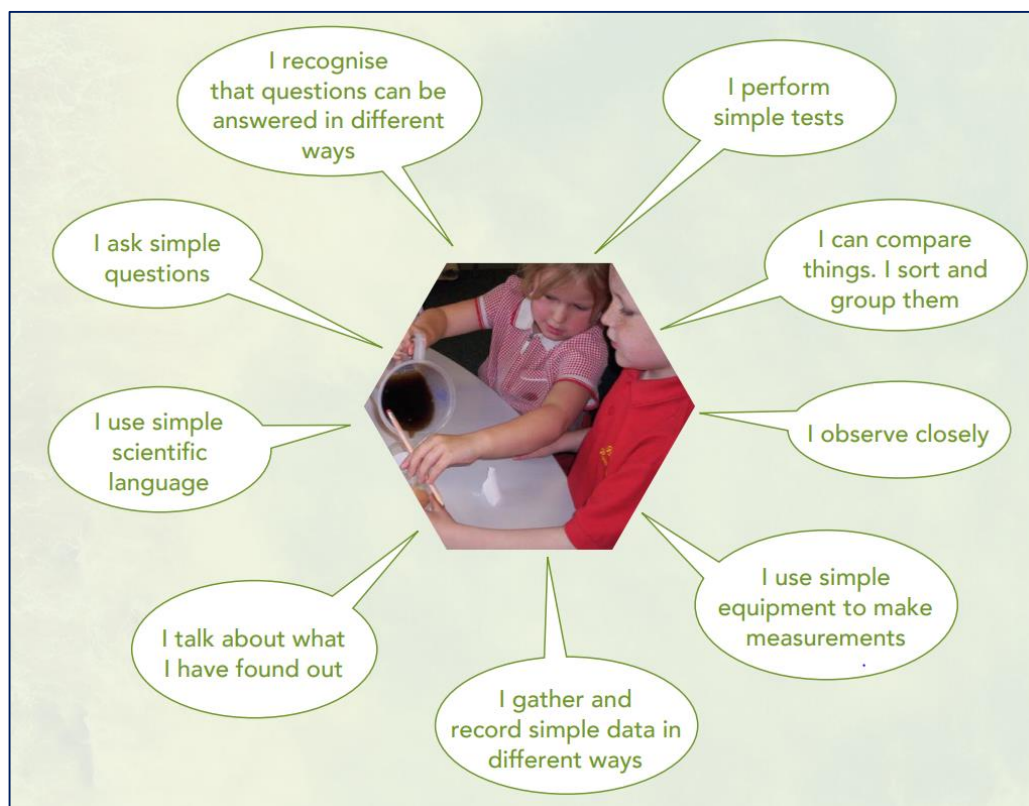 I recognise
that questions can be
answered in different
ways
I perform
simple tests
I ask simple
questions
I can compare
things. I sort and
group them
I use simple
scientific
language
I observe closely
I use simple
equipment to make
measurements
.
I talk about what
I have found out
I gather and
record simple data in
different ways